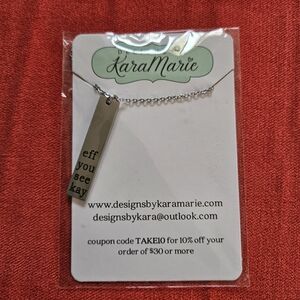 KaraMarie
eff
you
see
kay
www.designsbykaramarie.com
designsbykara@outlook.com
coupon code TAKE10 for 10% off your
order of $30 or more